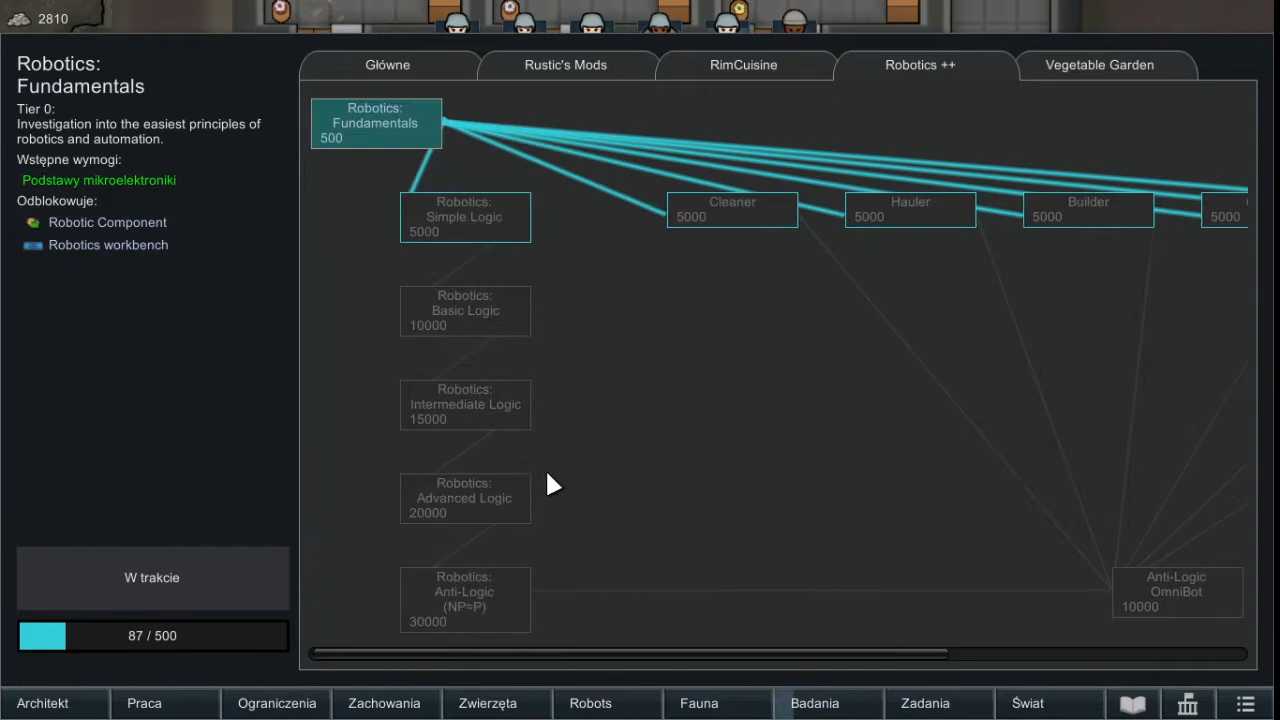 2810
Robotics:
Fundamentals
Tier 0:
Investigation into the easiest principles of
robotics and automation.
Wstępne wymogi:
Podstawy mikroelektroniki
Odblokowuje:
Robotic Component
Robotics workbench
W trakcie
87 / 500
Główne
Rustic's Mods
RimCuisine
Robotics ++
Vegetable Garden
Robotics:
Fundamentals
500
Robotics:
Simple Logic
5000
Cleaner
5000
Hauler
5000
Builder
5000
5000
Robotics:
Basic Logic
10000
Robotics:
Intermediate Logic
15000
Robotics:
Advanced Logic
20000
Robotics:
Anti-Logic
(NP=P)
30000
Anti-Logic
OmniBot
10000
Architekt
Praca
Ograniczenia
Zachowania
Zwierzęta
Robots
Fauna
Badania
Zadania
Świat